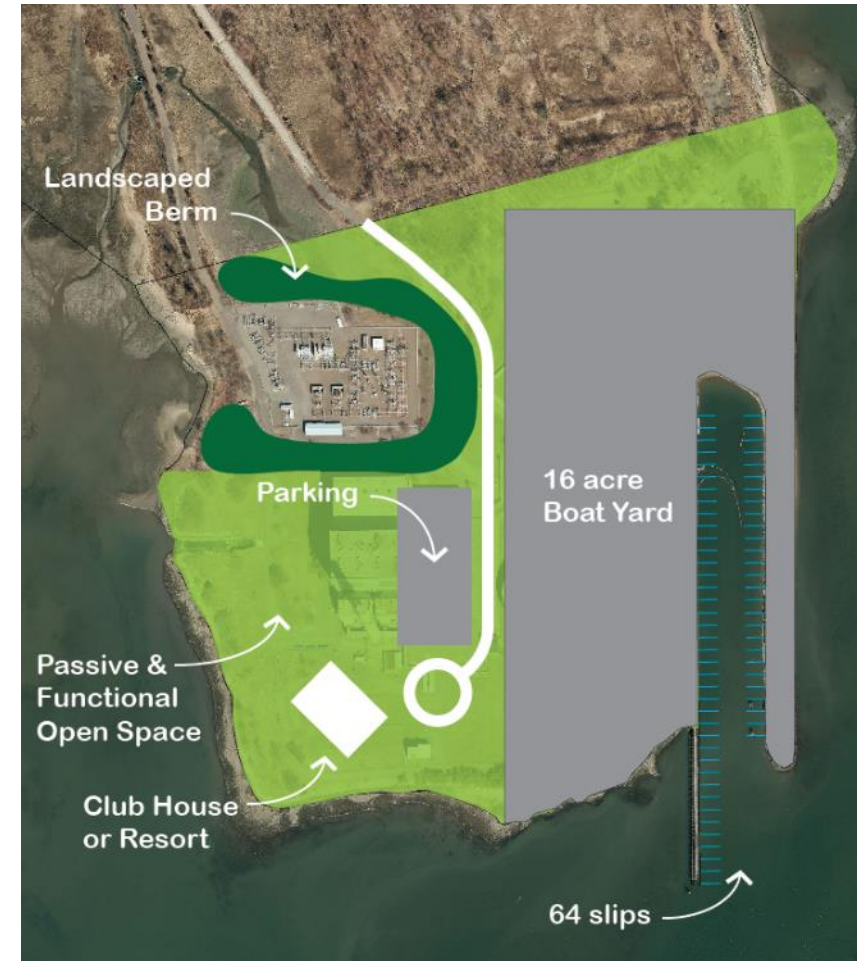 Landscaped
Berm
Parking
16 acre
Boat Yard
Passive &
Functional
Open Space
Club House
or Resort
64 slips